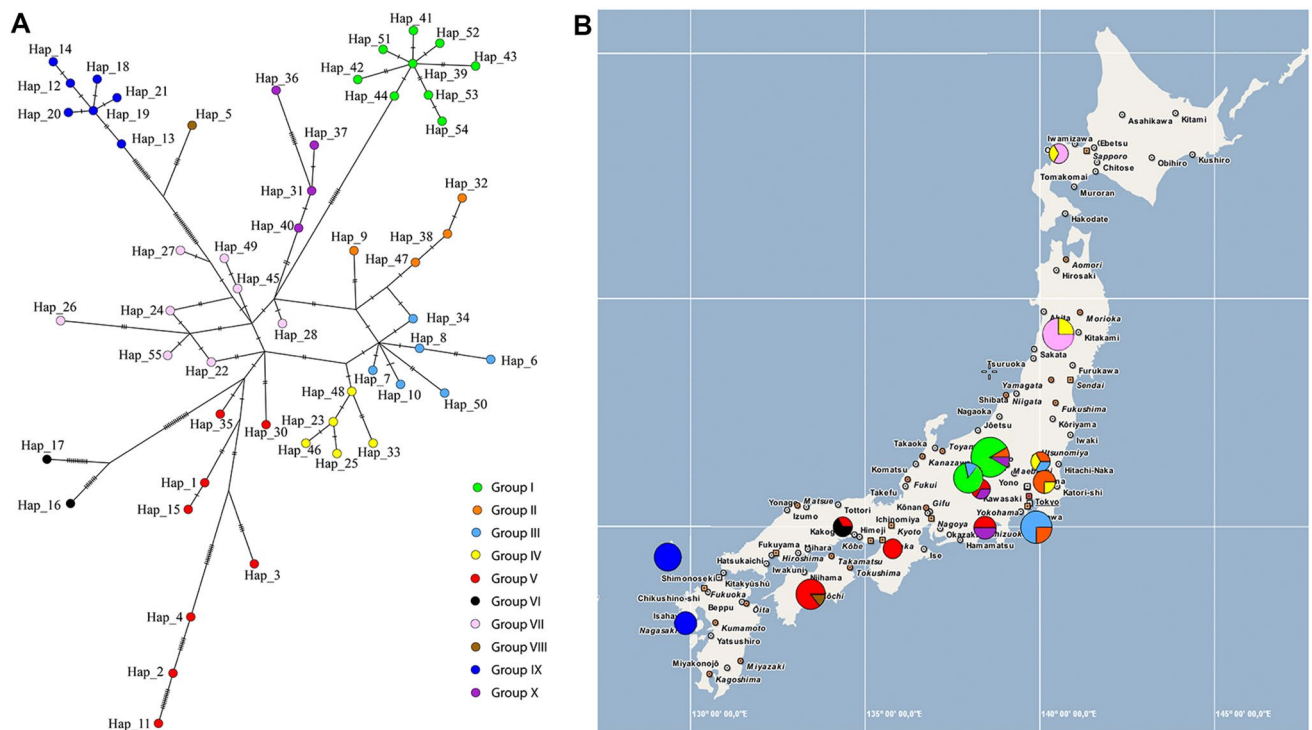 A
Hap_14
Hap_12
Hap_18
Hap_21
Hap_20
Hap_19
Hap_13
Hap_5
Hap_36
Hap_37
Hap_31
Hap_40
Hap_41
Hap_51
Hap_52
Hap_43
Hap_42
Hap_39
Hap_44
Hap_53
Hap_54
Hap_32
Hap_9
Hap_38
Hap_47
Hap_34
Hap_8
Hap_6
Hap_7
Hap_10
Hap_50
Hap_27
Hap_49
Hap_45
Hap_26
Hap_24
Hap_28
Hap_55
Hap_22
Hap_48
Hap_23
Hap_46
Hap_25
Hap_33
Hap_35
Hap_30
Hap_17
Hap_16
Hap_1
Hap_15
Hap_3
Hap_4
Hap_2
Hap_11
Group I
Group II
Group III
Group IV
Group V
Group VI
Group VII
Group VIII
Group IX
Group X
B
Asahikawa
Kitami
Iwamizawa
Ebetsu
Sapporo
Obihiro
Kushiro
Chitose
Tomakomai
Muroran
Hakodate
Aomori
Hirosaki
Akita
Morioka
Kitakami
Sakata
Tsuruoka
Furukawa
Yamagata
Sendai
Shibata
Niigata
Fukushima
Nagaoka
Kōriyama
Jōetsu
Iwaki
Takaoka
Toyam
Utsunomiya
Kanazawa
Hitachi-Naka
Komatsu
Maeb
Fukui
Yono
Katori-shi
Takefu
Kawasaki
Tokyo
Yonago
Matsue
Tottori
Kōnan
Gifu
Yokohama
Izumo
Ichinomiya
Nagoya
Kakog
Himeji
Kyoto
Okazaki
Hamamatsu
Kōbe
Ise
Fukuyama
Mihara
Hiroshima
Takamatsu
Hatsukaichi
Iwakuni
Tokushima
Niihama
Shimonoseki
Kitakyūshū
Chikushino-shi
Fukuoka
ōchi
Beppu
Ōita
Isahay
Nagasaki
Kumamoto
Yatsushiro
Miyakonojō
Miyazaki
Kagoshima
130° 00' 00,0"E
135° 00' 00,0"E
140° 00' 00,0"E
145° 00' 00,0"E